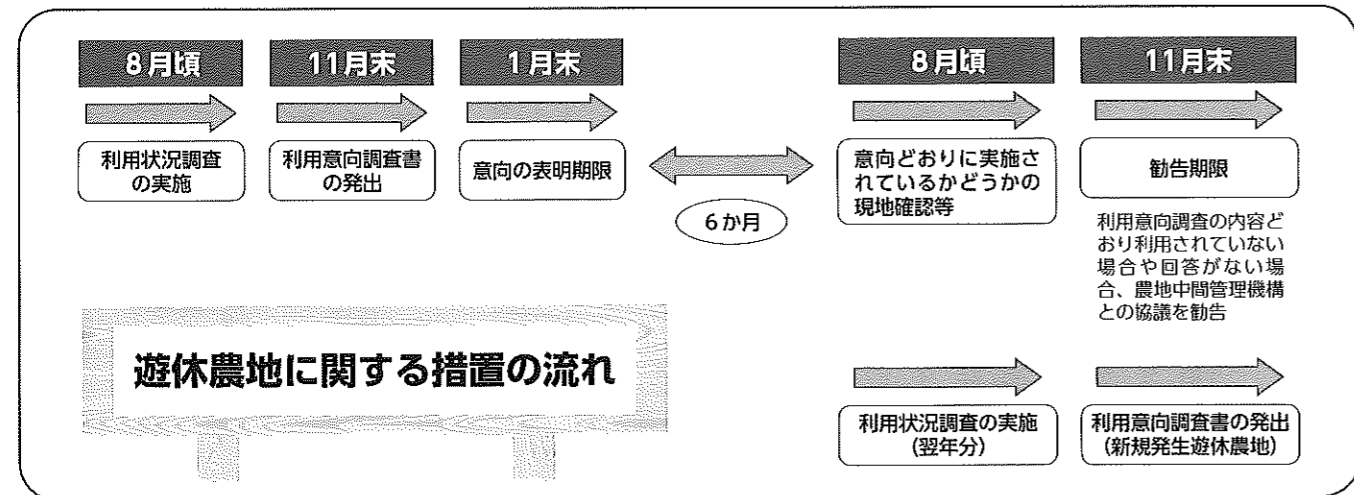 8月頃
利用状況調査
の実施
11月末
利用意向調査書
の発出
1月末
意向の表明期限
6か月
8月頃
意向どおりに実施さ
れているかどうかの
現地確認等
11月末
勧告期限
利用意向調査の内容ど
おり利用されていない
場合や回答がない場
合、農地中間管理機構
との協議を勧告
遊休農地に関する措置の流れ
利用状況調査の実施
(翌年分)
利用意向調査書の発出
(新規発生遊休農地)